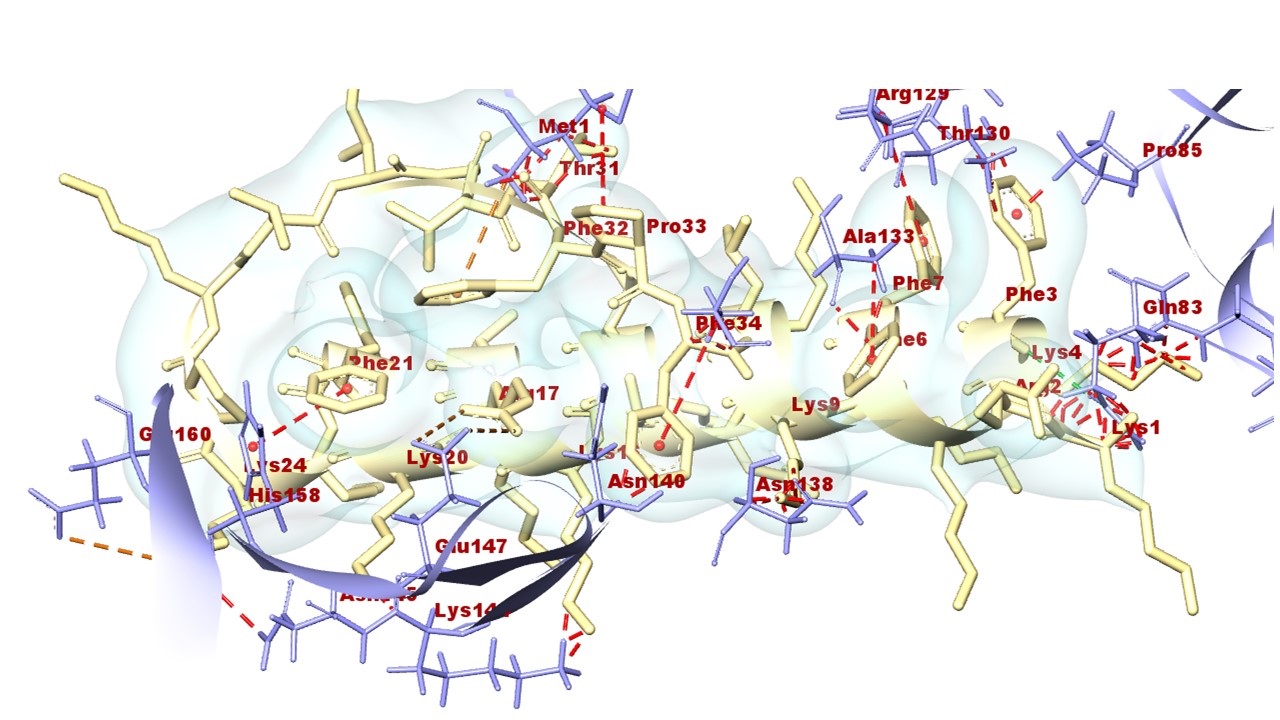 Arg129
Met1
Thr130
Pro85
Thr31
Phe32
Pro33
Ala133
Phe7
Phe3
Gln83
Phe34
Lys4
Phe21
Lys9
Lys1
Lys20
Lys24
Asn140
Asn138
His158
Glu147